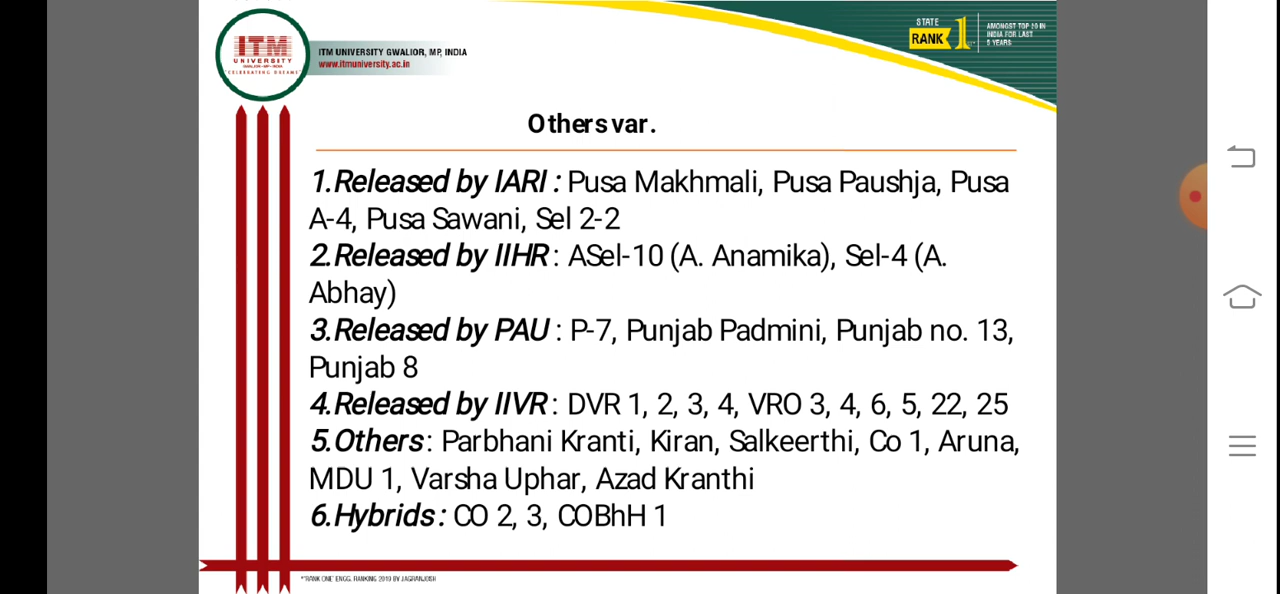 ITM
UNIVERSITY
GWALIOR • MP • INDIA
"CELEBRATING DREAMS"
ITM UNIVERSITY GWALIOR, MP, INDIA
www.itmuniversity.ac.in
STATE
RANK 1
AMONGST TOP 20 IN
INDIA FOR LAST
5 YEARS
Others var.
1.Released by IARI : Pusa Makhmali, Pusa Paushja, Pusa
A-4, Pusa Sawani, Sel 2-2
2.Released by IIHR : ASel-10 (A. Anamika), Sel-4 (A.
Abhay)
3.Released by PAU : P-7, Punjab Padmini, Punjab no. 13,
Punjab 8
4.Released by IIVR : DVR 1, 2, 3, 4, VRO 3, 4, 6, 5, 22, 25
5.Others : Parbhani Kranti, Kiran, Salkeerthi, Co 1, Aruna,
MDU 1, Varsha Uphar, Azad Kranthi
6.Hybrids : CO 2, 3, COBhH 1
*"RANK ONE" ENGG. RANKING 2019 BY JAGRANJOSH